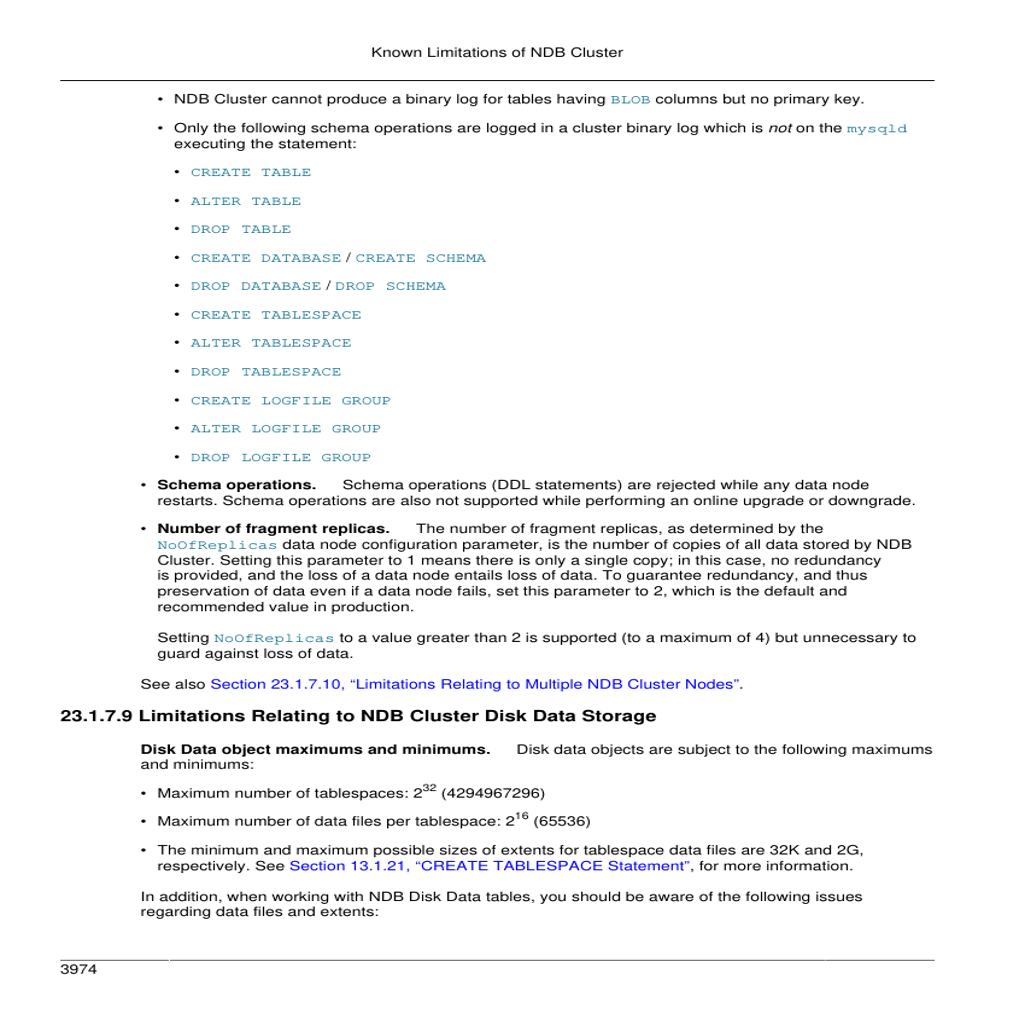 Known Limitations of NDB Cluster
• NDB Cluster cannot produce a binary log for tables having BLOB columns but no primary key.
• Only the following schema operations are logged in a cluster binary log which is not on the mysqld
executing the statement:
• CREATE TABLE
• ALTER TABLE
• DROP TABLE
• CREATE DATABASE / CREATE SCHEMA
• DROP DATABASE / DROP SCHEMA
• CREATE TABLESPACE
• ALTER TABLESPACE
• DROP TABLESPACE
• CREATE LOGFILE GROUP
• ALTER LOGFILE GROUP
• DROP LOGFILE GROUP
• Schema operations. Schema operations (DDL statements) are rejected while any data node
restarts. Schema operations are also not supported while performing an online upgrade or downgrade.
• Number of fragment replicas. The number of fragment replicas, as determined by the
NoOfReplicas data node configuration parameter, is the number of copies of all data stored by NDB
Cluster. Setting this parameter to 1 means there is only a single copy; in this case, no redundancy
is provided, and the loss of a data node entails loss of data. To guarantee redundancy, and thus
preservation of data even if a data node fails, set this parameter to 2, which is the default and
recommended value in production.
Setting NoOfReplicas to a value greater than 2 is supported (to a maximum of 4) but unnecessary to
guard against loss of data.
See also Section 23.1.7.10, “Limitations Relating to Multiple NDB Cluster Nodes”.
23.1.7.9 Limitations Relating to NDB Cluster Disk Data Storage
Disk Data object maximums and minimums. Disk data objects are subject to the following maximums
and minimums:
• Maximum number of tablespaces: 2^32 (4294967296)
• Maximum number of data files per tablespace: 2^16 (65536)
• The minimum and maximum possible sizes of extents for tablespace data files are 32K and 2G,
respectively. See Section 13.1.21, “CREATE TABLESPACE Statement”, for more information.
In addition, when working with NDB Disk Data tables, you should be aware of the following issues
regarding data files and extents:
3974